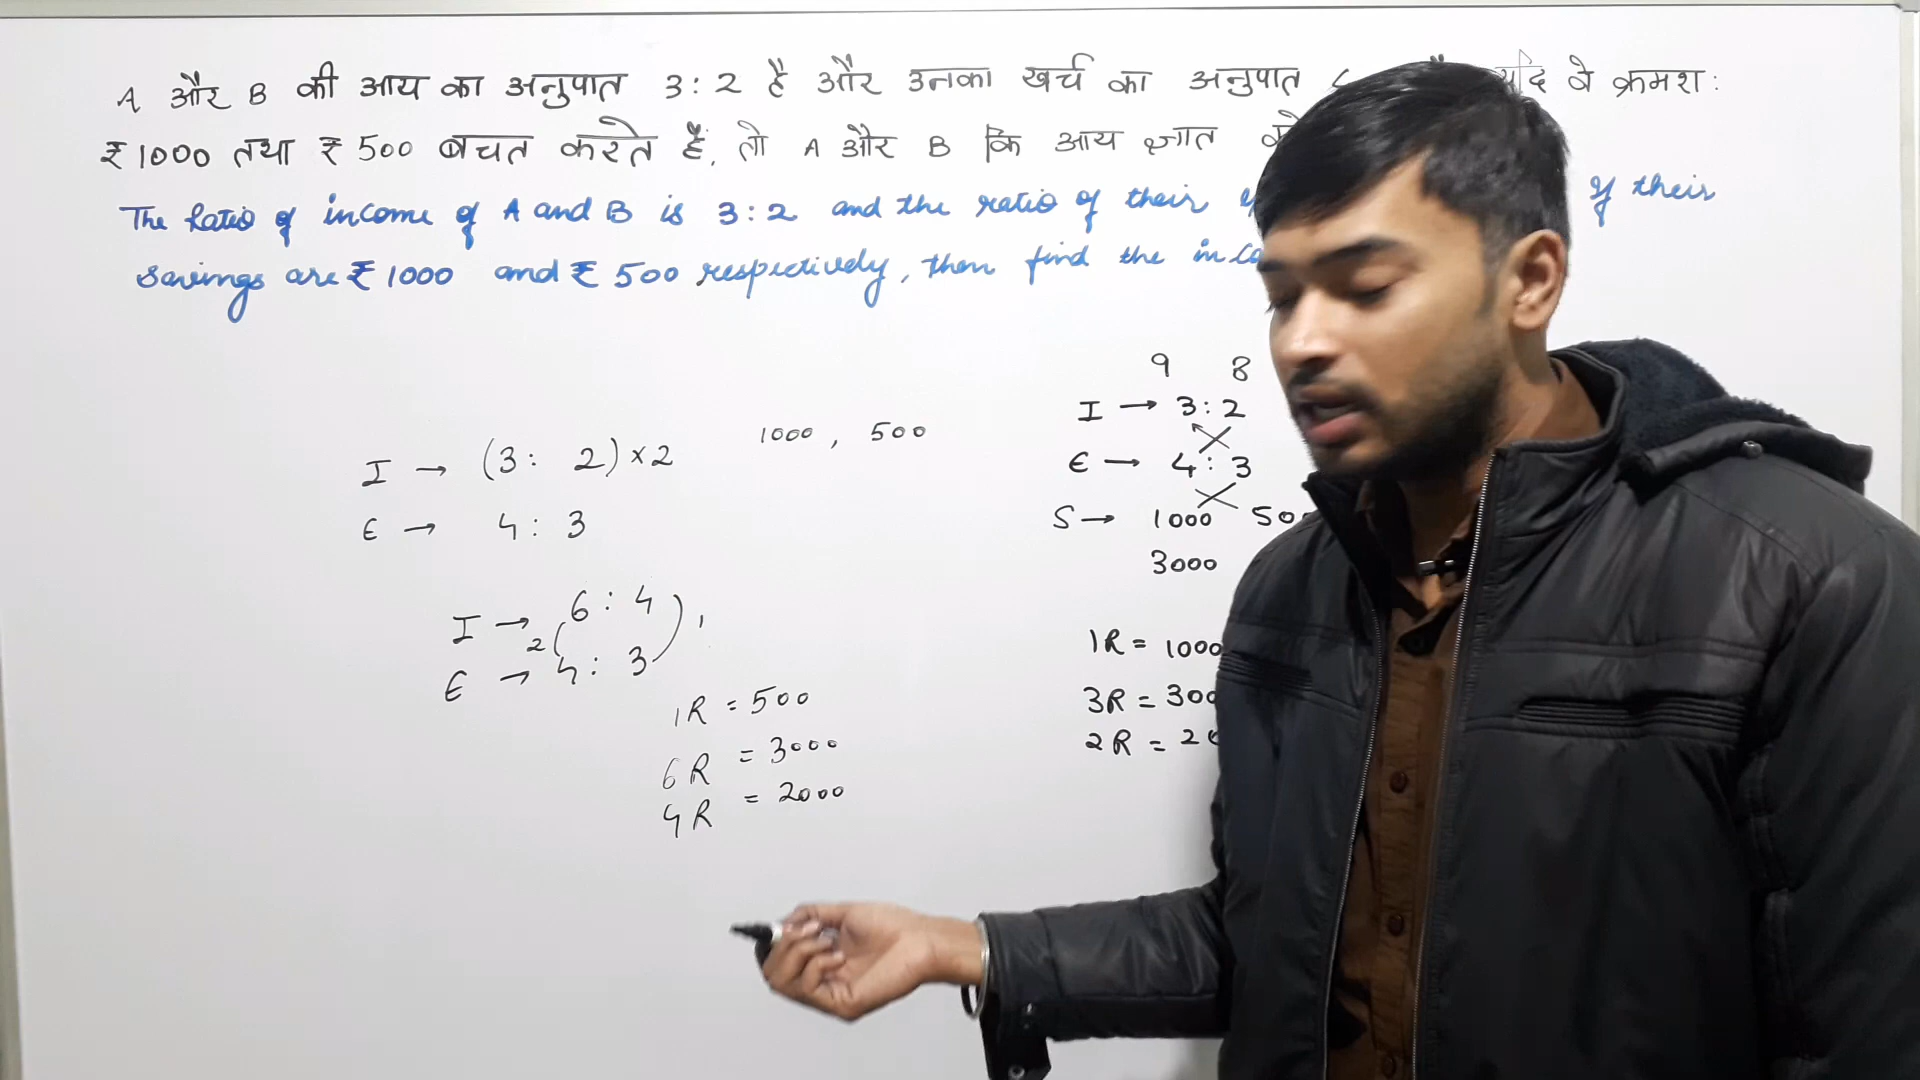 A और B की आय का अनुपात 3:2 है और उनका खर्च का अनुपात यदि वे क्रमश:
₹1000 तथा ₹500 बचत करते हैं, तो A और B कि आय ज्ञात
The Ratio of income of A and B is 3:2 and the ratio of their If their
savings are ₹1000 and ₹500 respectively, then find the
I → (3: 2)×2
1000, 500
E → 4: 3
I → 6:4
2 1
E → 4: 3
1R = 500
6R = 3000
4R = 2000
9 8
I → 3:2
E → 4:3
S → 1000
3000
1R = 1000
3R =
2R =